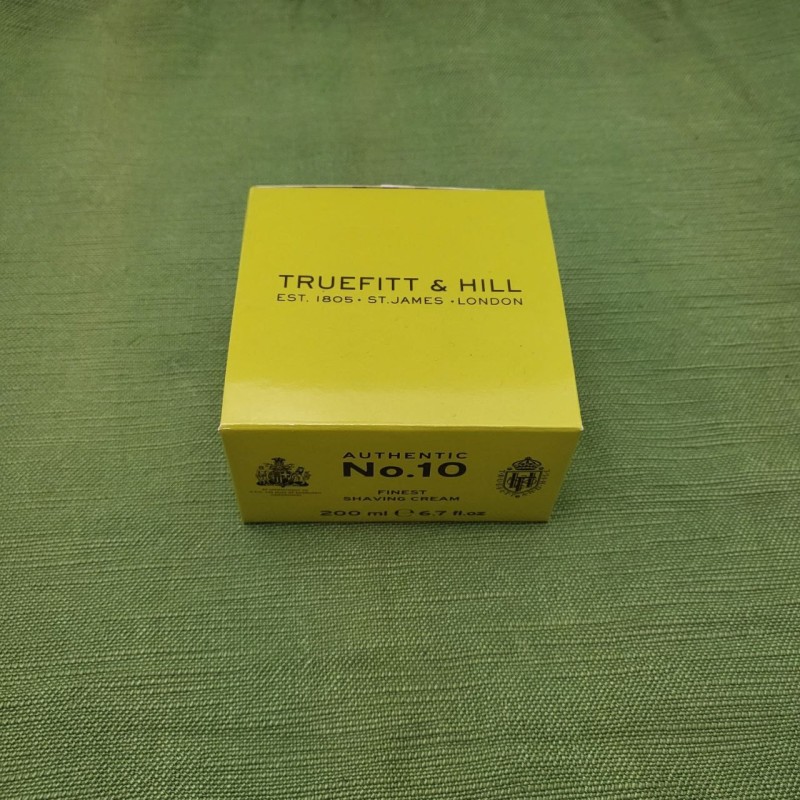 TRUEFITT & HILL
EST. 1805 · ST. JAMES · LONDON
AUTHENTIC
No.10
FINEST
SHAVING CREAM
200 ml ℮ 6.7 fl.oz